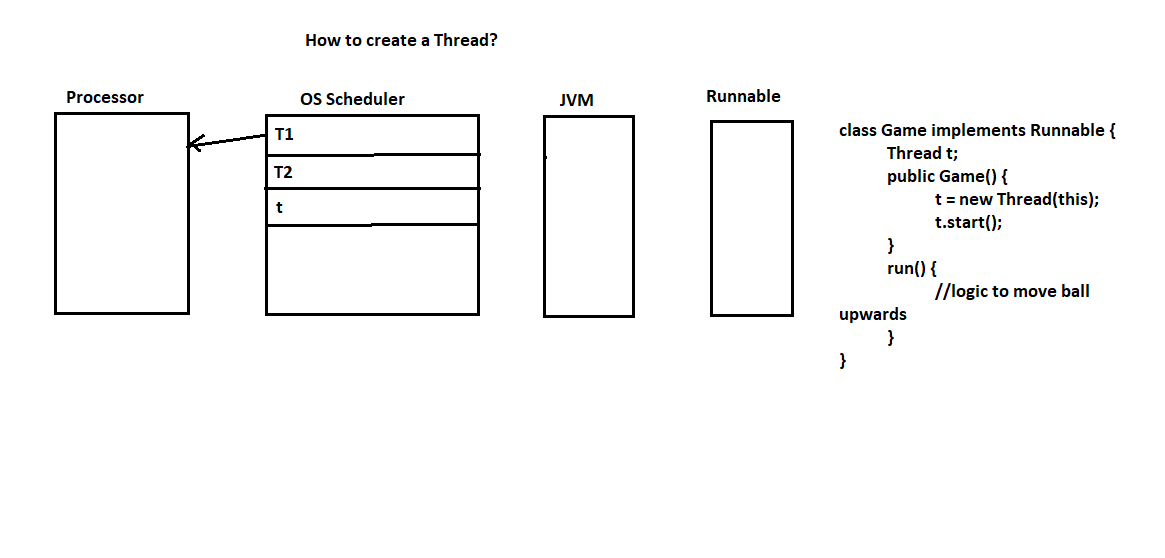 How to create a Thread?
Processor
OS Scheduler
JVM
Runnable
T1
T2
t
class Game implements Runnable {
Thread t;
public Game() {
t = new Thread(this);
t.start();
}
run() {
//logic to move ball
upwards
}
}